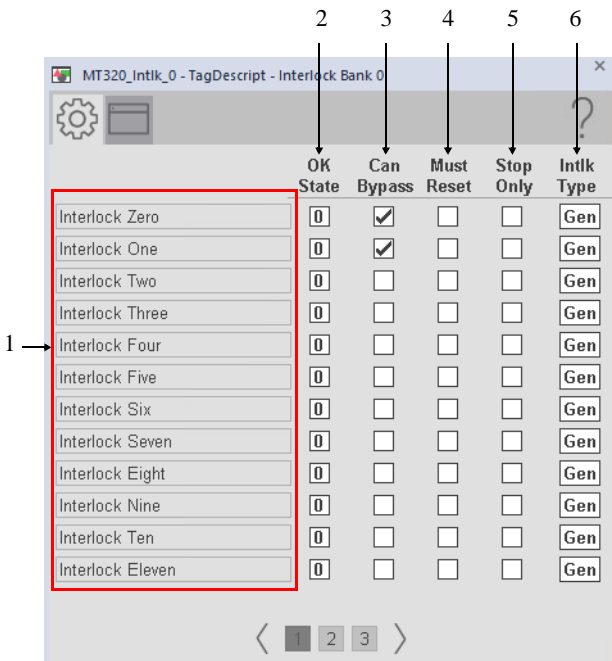 2 3 4 5 6
MT320_Intlk_0 - TagDescript - Interlock Bank 0 ×
?
OK State Can Bypass Must Reset Stop Only Intlk Type
Interlock Zero 0 Gen
Interlock One 0 Gen
Interlock Two 0 Gen
Interlock Three 0 Gen
1 Interlock Four 0 Gen
Interlock Five 0 Gen
Interlock Six 0 Gen
Interlock Seven 0 Gen
Interlock Eight 0 Gen
Interlock Nine 0 Gen
Interlock Ten 0 Gen
Interlock Eleven 0 Gen
1 2 3